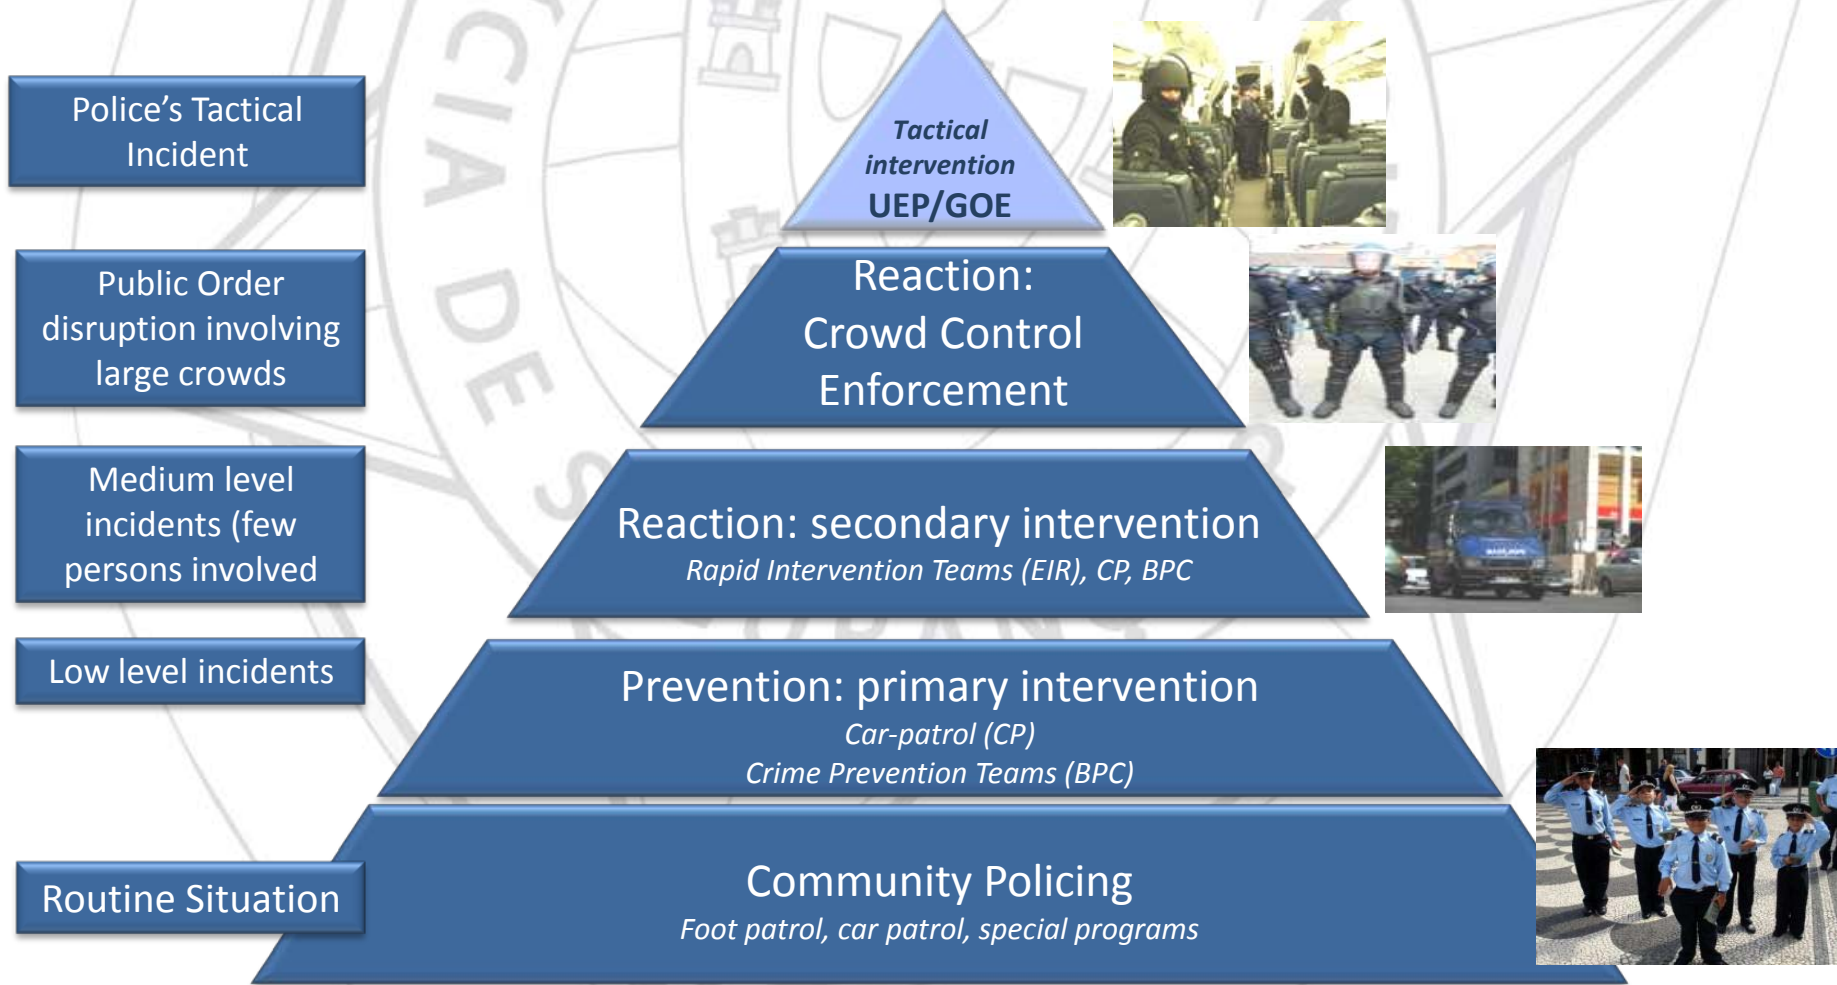 Police's Tactical
Incident
Tactical
intervention
UEP/GOE
Public Order
disruption involving
large crowds
Reaction:
Crowd Control
Enforcement
Medium level
incidents (few
persons involved
Reaction: secondary intervention
Rapid Intervention Teams (EIR), CP, BPC
Low level incidents
Prevention: primary intervention
Car-patrol (CP)
Crime Prevention Teams (BPC)
Routine Situation
Community Policing
Foot patrol, car patrol, special programs
CIA DE S